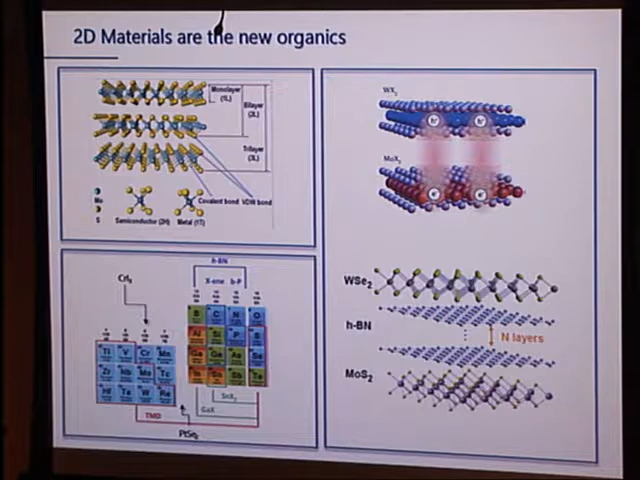 2D Materials are the new organics
Monolayer
(1L)
Bilayer
(2L)
Trilayer
(3L)
Mo
S
Covalent bond VDW bond
Semiconductor (2H) Metal (1T)
WX2
h+ h+
MoX2
e- e-
WSe2
h-BN
N layers
MoS2
h-BN
X-ene b-P
CrI3
B C N O
Al Si P S
Ga Ge As Se
In Sn Sb Te
Ti V Cr Mn
Zr Nb Mo Tc
Hf Ta W Re
SnX2
GaX
TMD
PtSe2